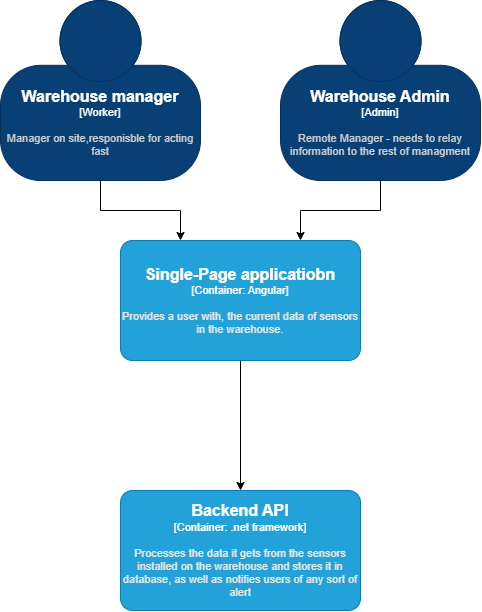 Warehouse manager
[Worker]
Manager on site,responisble for acting
fast
Warehouse Admin
[Admin]
Remote Manager - needs to relay
information to the rest of managment
Single-Page applicatiobn
[Container: Angular]
Provides a user with, the current data of sensors
in the warehouse.
Backend API
[Container: .net framework]
Processes the data it gets from the sensors
installed on the warehouse and stores it in
database, as well as notifies users of any sort of
alert